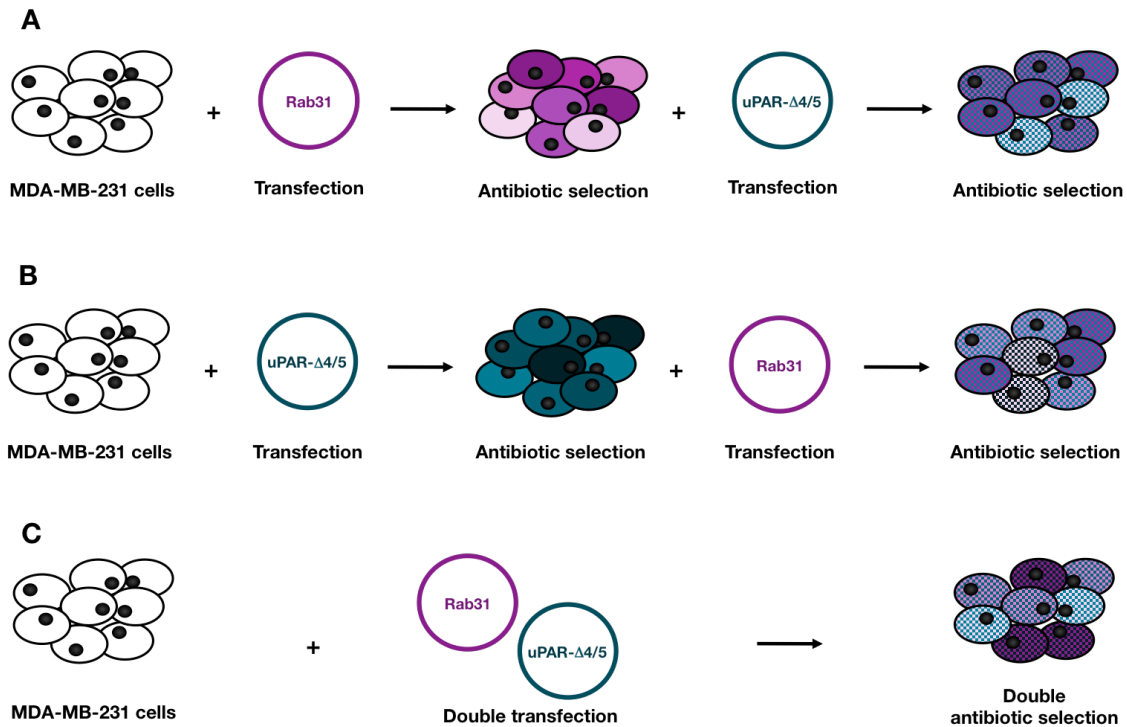 A
Rab31
uPAR-Δ4/5
+
+
MDA-MB-231 cells
Transfection
Antibiotic selection
Transfection
Antibiotic selection
B
uPAR-Δ4/5
Rab31
+
+
MDA-MB-231 cells
Transfection
Antibiotic selection
Transfection
Antibiotic selection
C
Rab31
uPAR-Δ4/5
+
MDA-MB-231 cells
Double transfection
Double
antibiotic selection